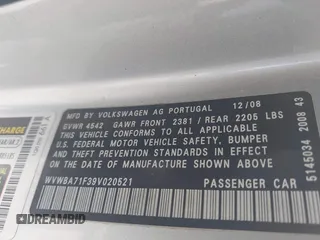 MFD BY VOLKSWAGEN AG PORTUGAL 12/08
GVWR 4542 GAWR FRONT 2381 / REAR 2205 LBS
THIS VEHICLE CONFORMS TO ALL APPLICABLE
U.S. FEDERAL MOTOR VEHICLE SAFETY, BUMPER
AND THEFT PREVENTION STANDARDS IN EFFECT ON
DATE OF MANUFACTURE SHOWN ABOVE.
WVWBA71F39V020521
PASSENGER CAR
5145034 2008 43
CHARGE
661 A
DREAMBID